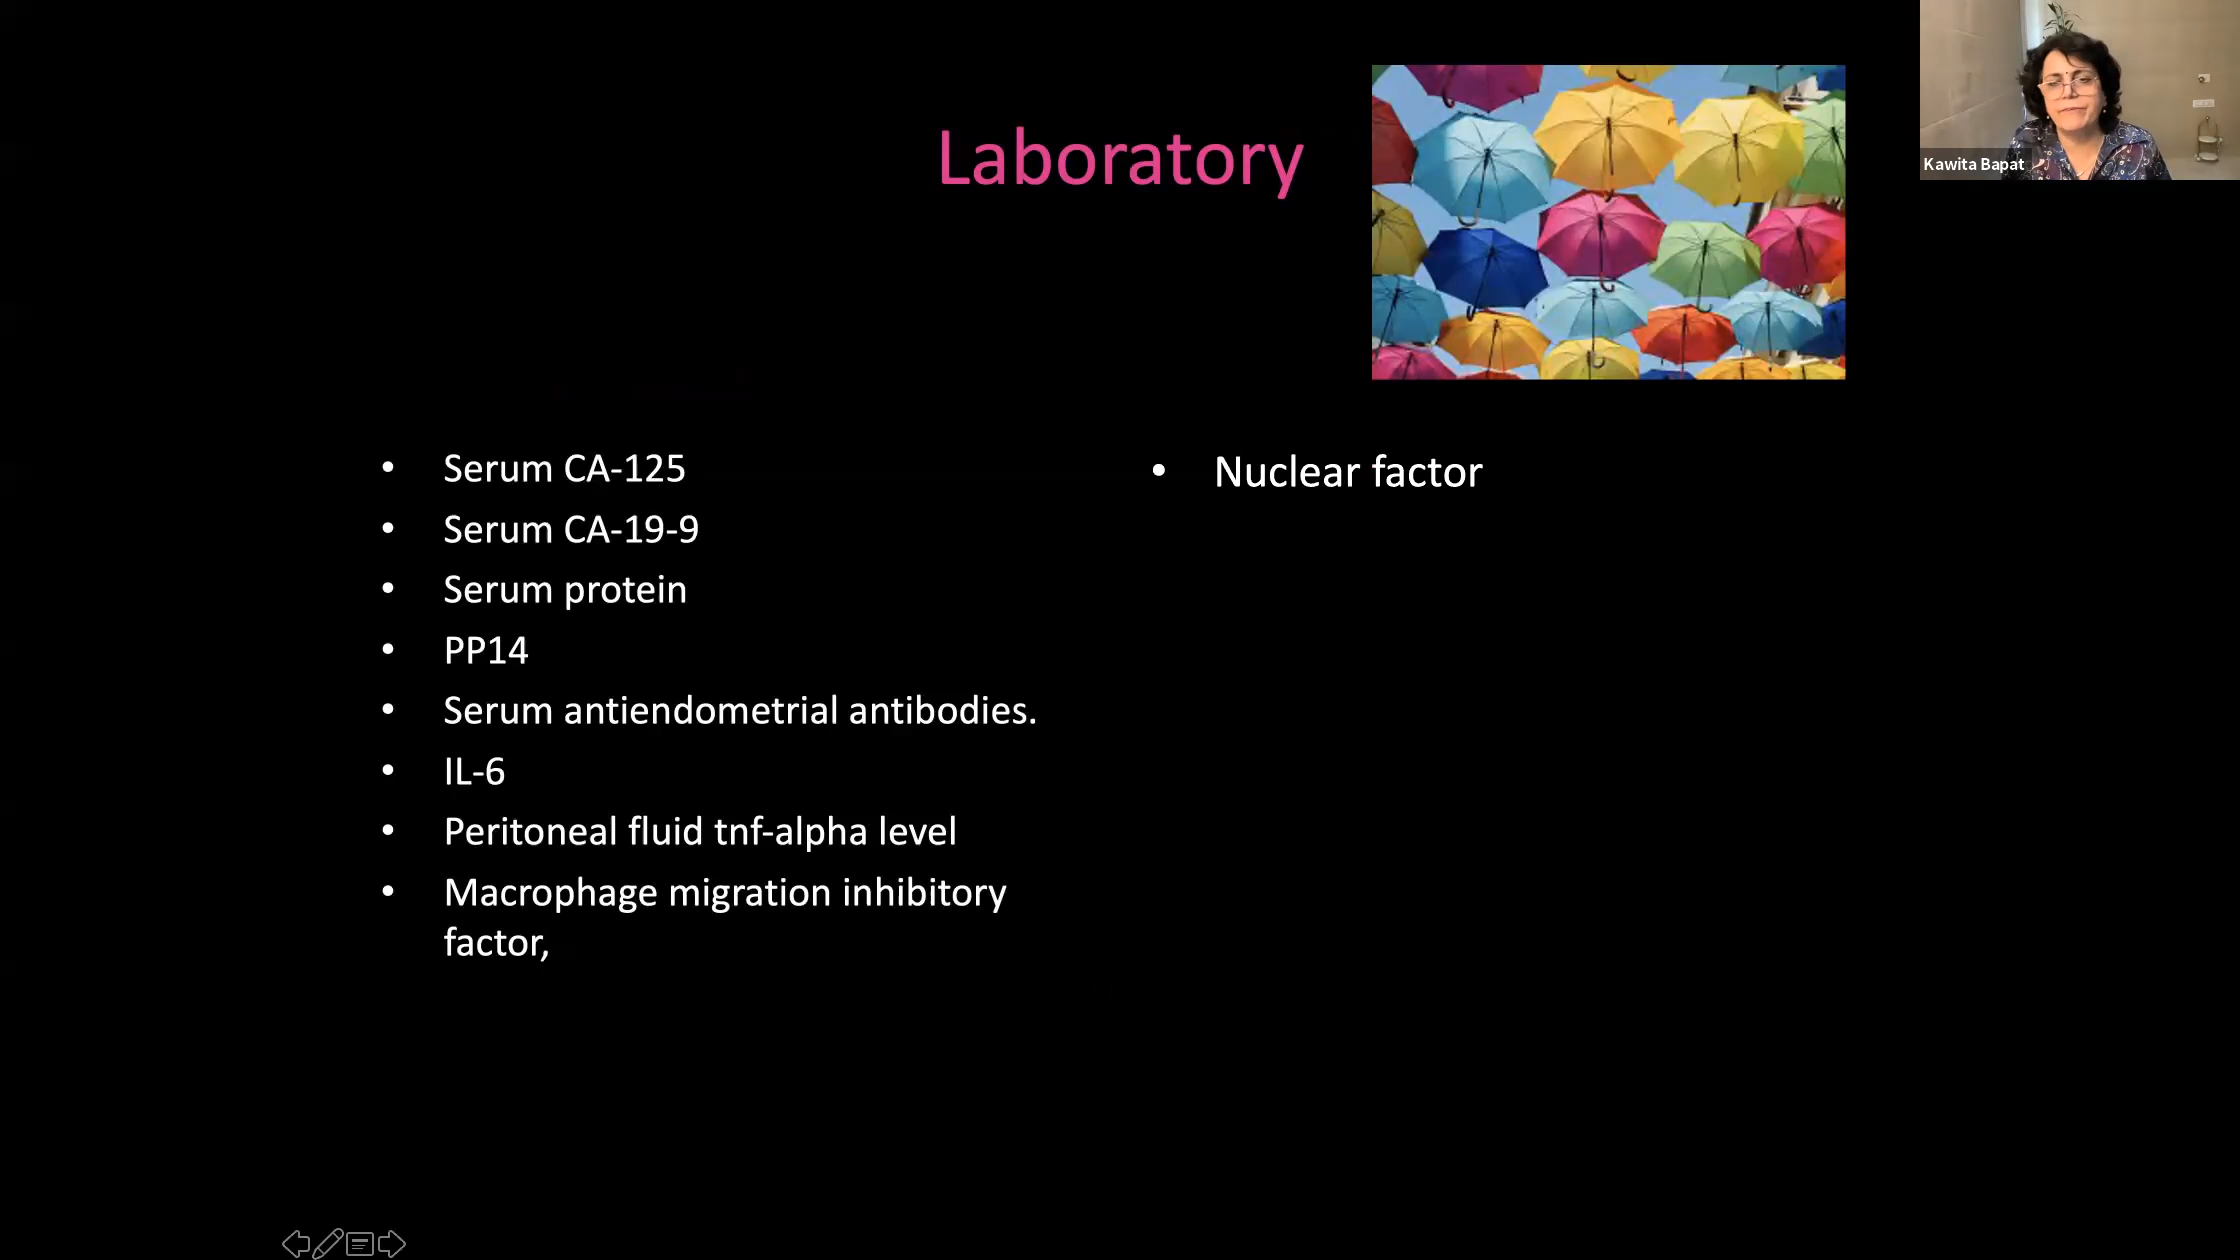 Laboratory
Kawita Bapat
• Serum CA-125
• Serum CA-19-9
• Serum protein
• PP14
• Serum antiendometrial antibodies.
• IL-6
• Peritoneal fluid tnf-alpha level
• Macrophage migration inhibitory
factor,
• Nuclear factor